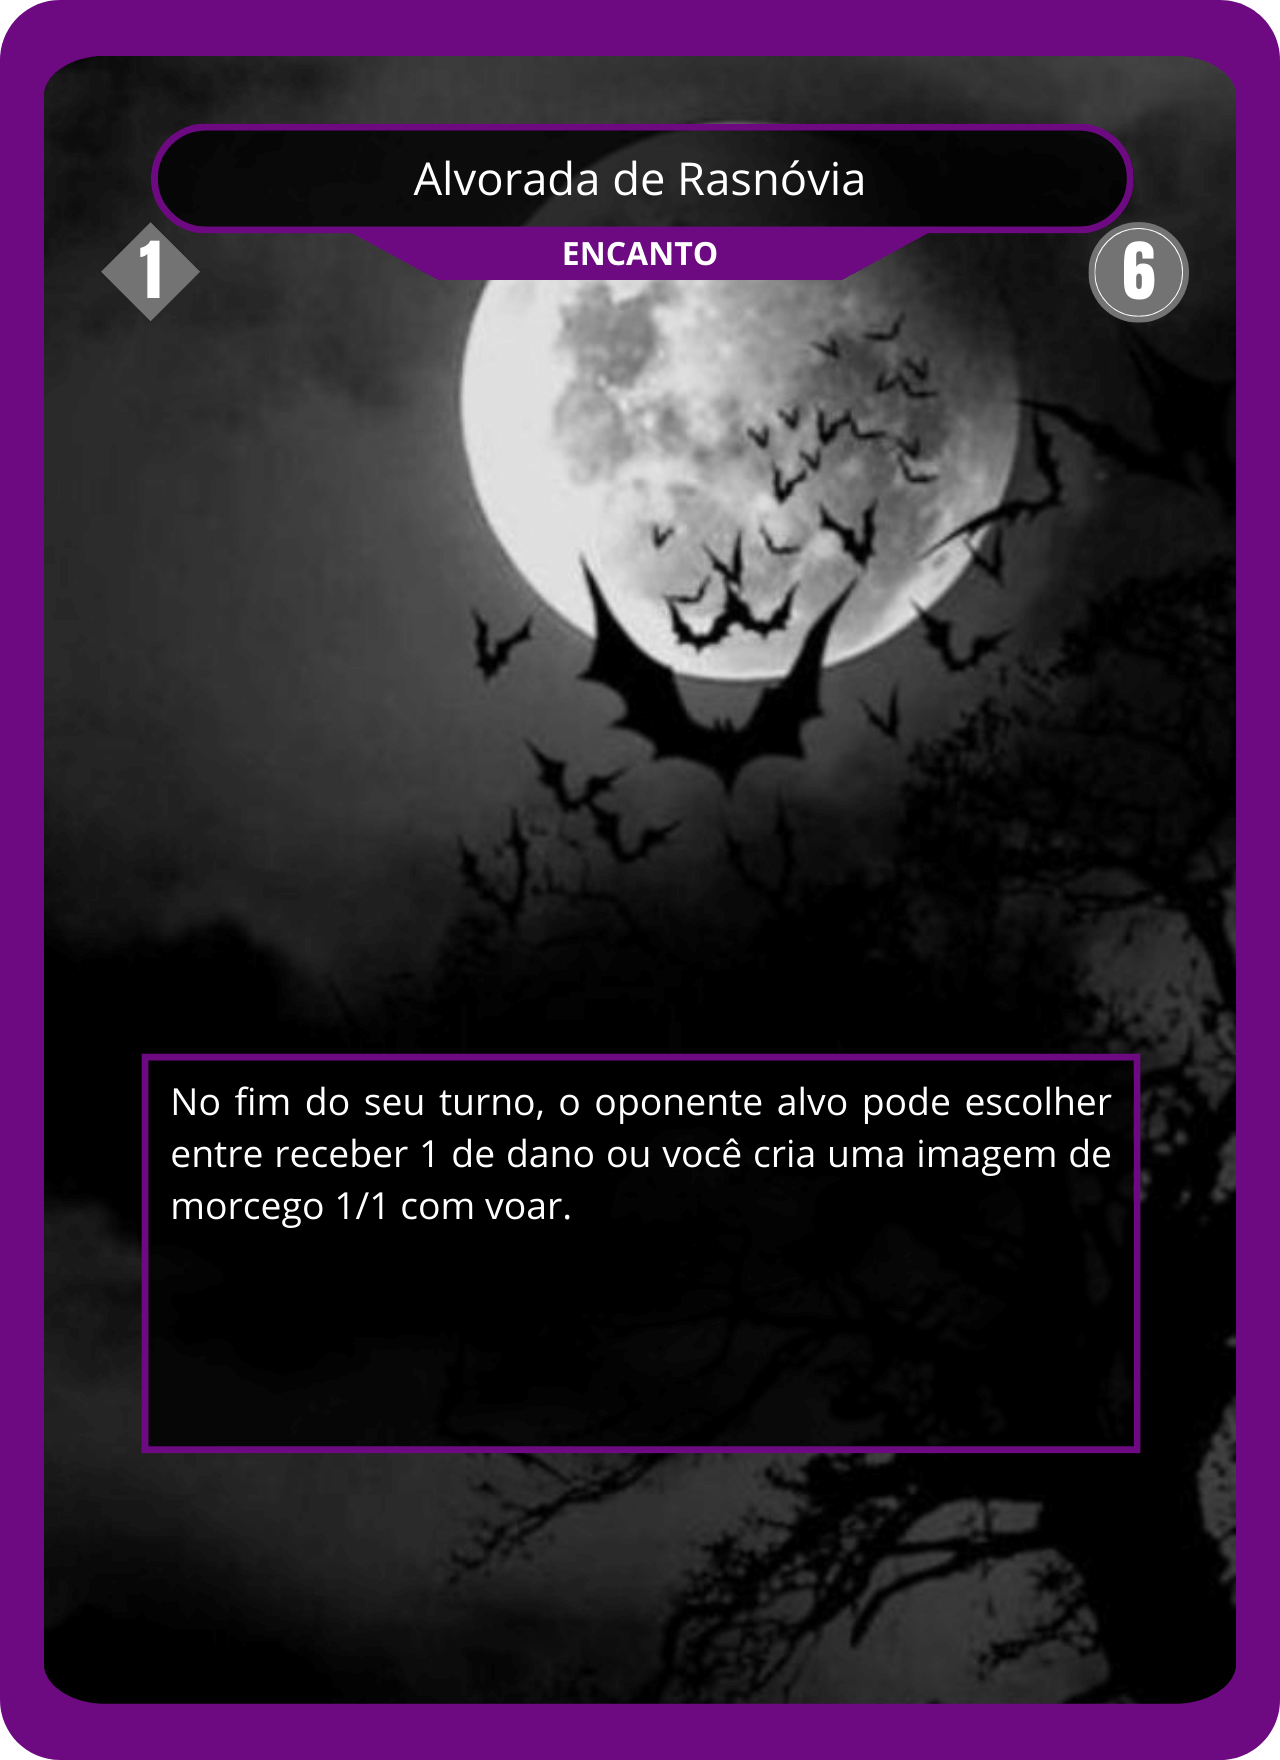 Alvorada de Rasnóvia
ENCANTO
1
6
No fim do seu turno, o oponente alvo pode escolher
entre receber 1 de dano ou você cria uma imagem de
morcego 1/1 com voar.